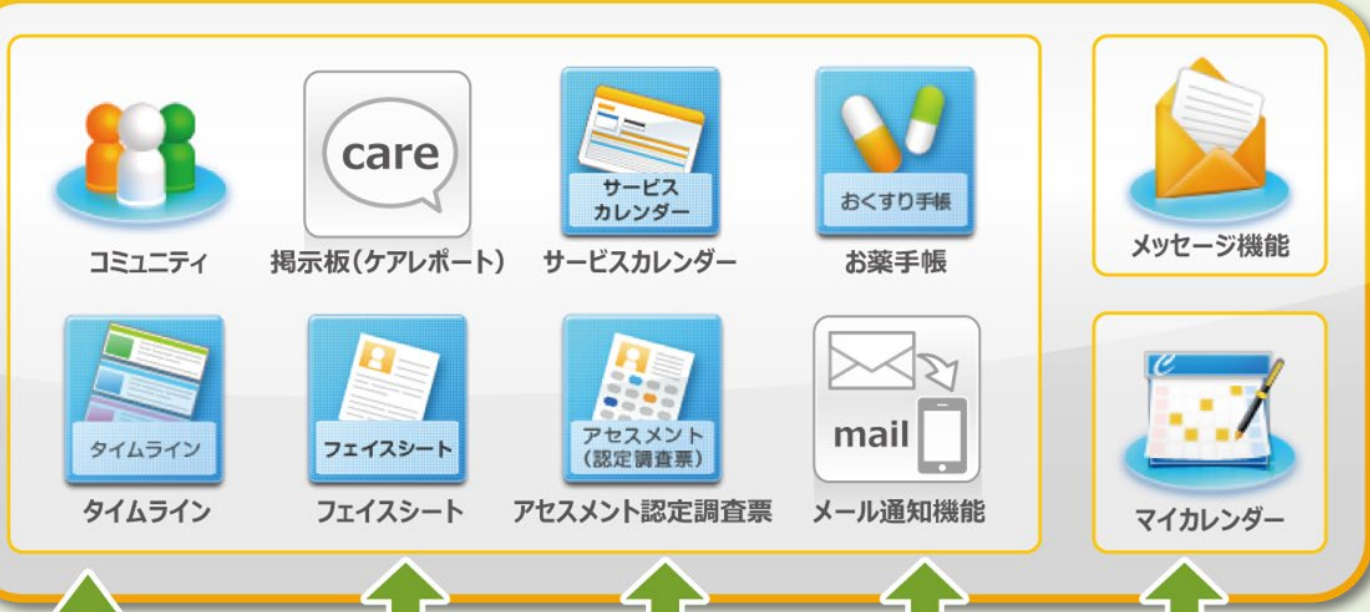 care
サービス
カレンダー
おくすり手帳
コミュニティ
掲示板(ケアレポート)
サービスカレンダー
お薬手帳
メッセージ機能
タイムライン
フェイスシート
アセスメント
(認定調査票)
mail
タイムライン
フェイスシート
アセスメント認定調査票
メール通知機能
マイカレンダー